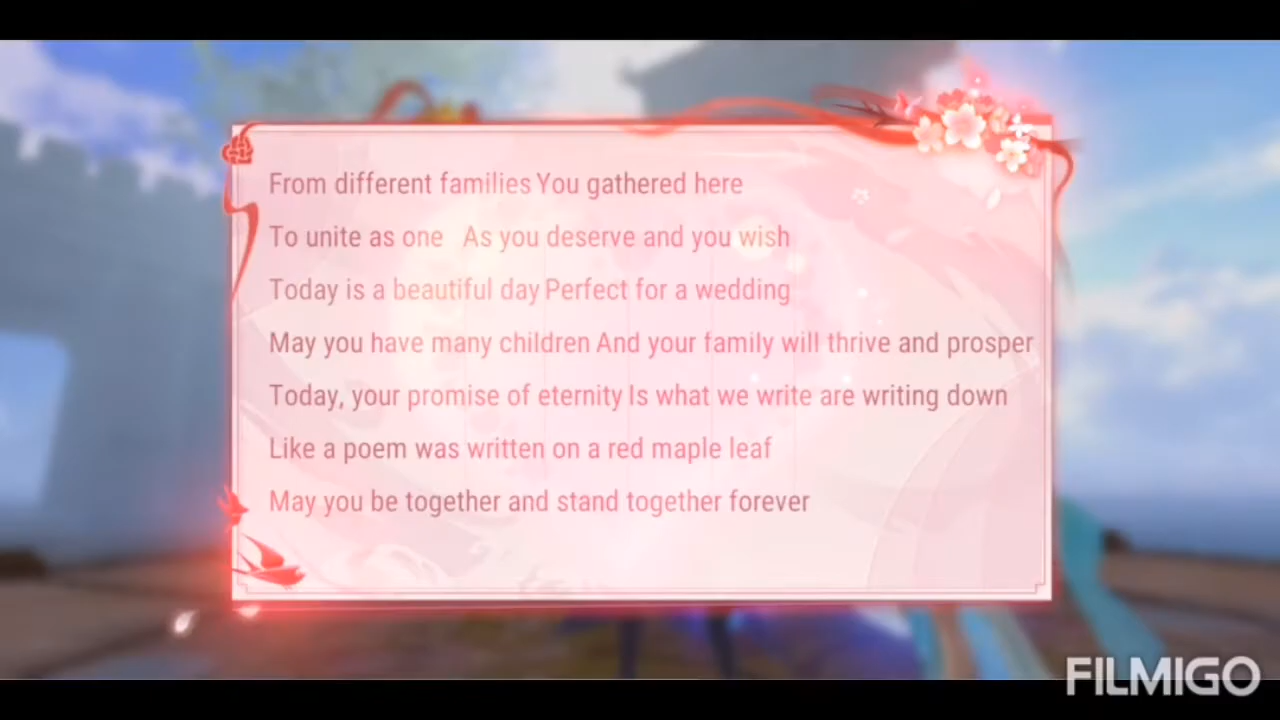 From different families You gathered here
To unite as one As you deserve and you wish
Today is a beautiful day Perfect for a wedding
May you have many children And your family will thrive and prosper
Today, your promise of eternity Is what we write are writing down
Like a poem was written on a red maple leaf
May you be together and stand together forever
FILMIGO